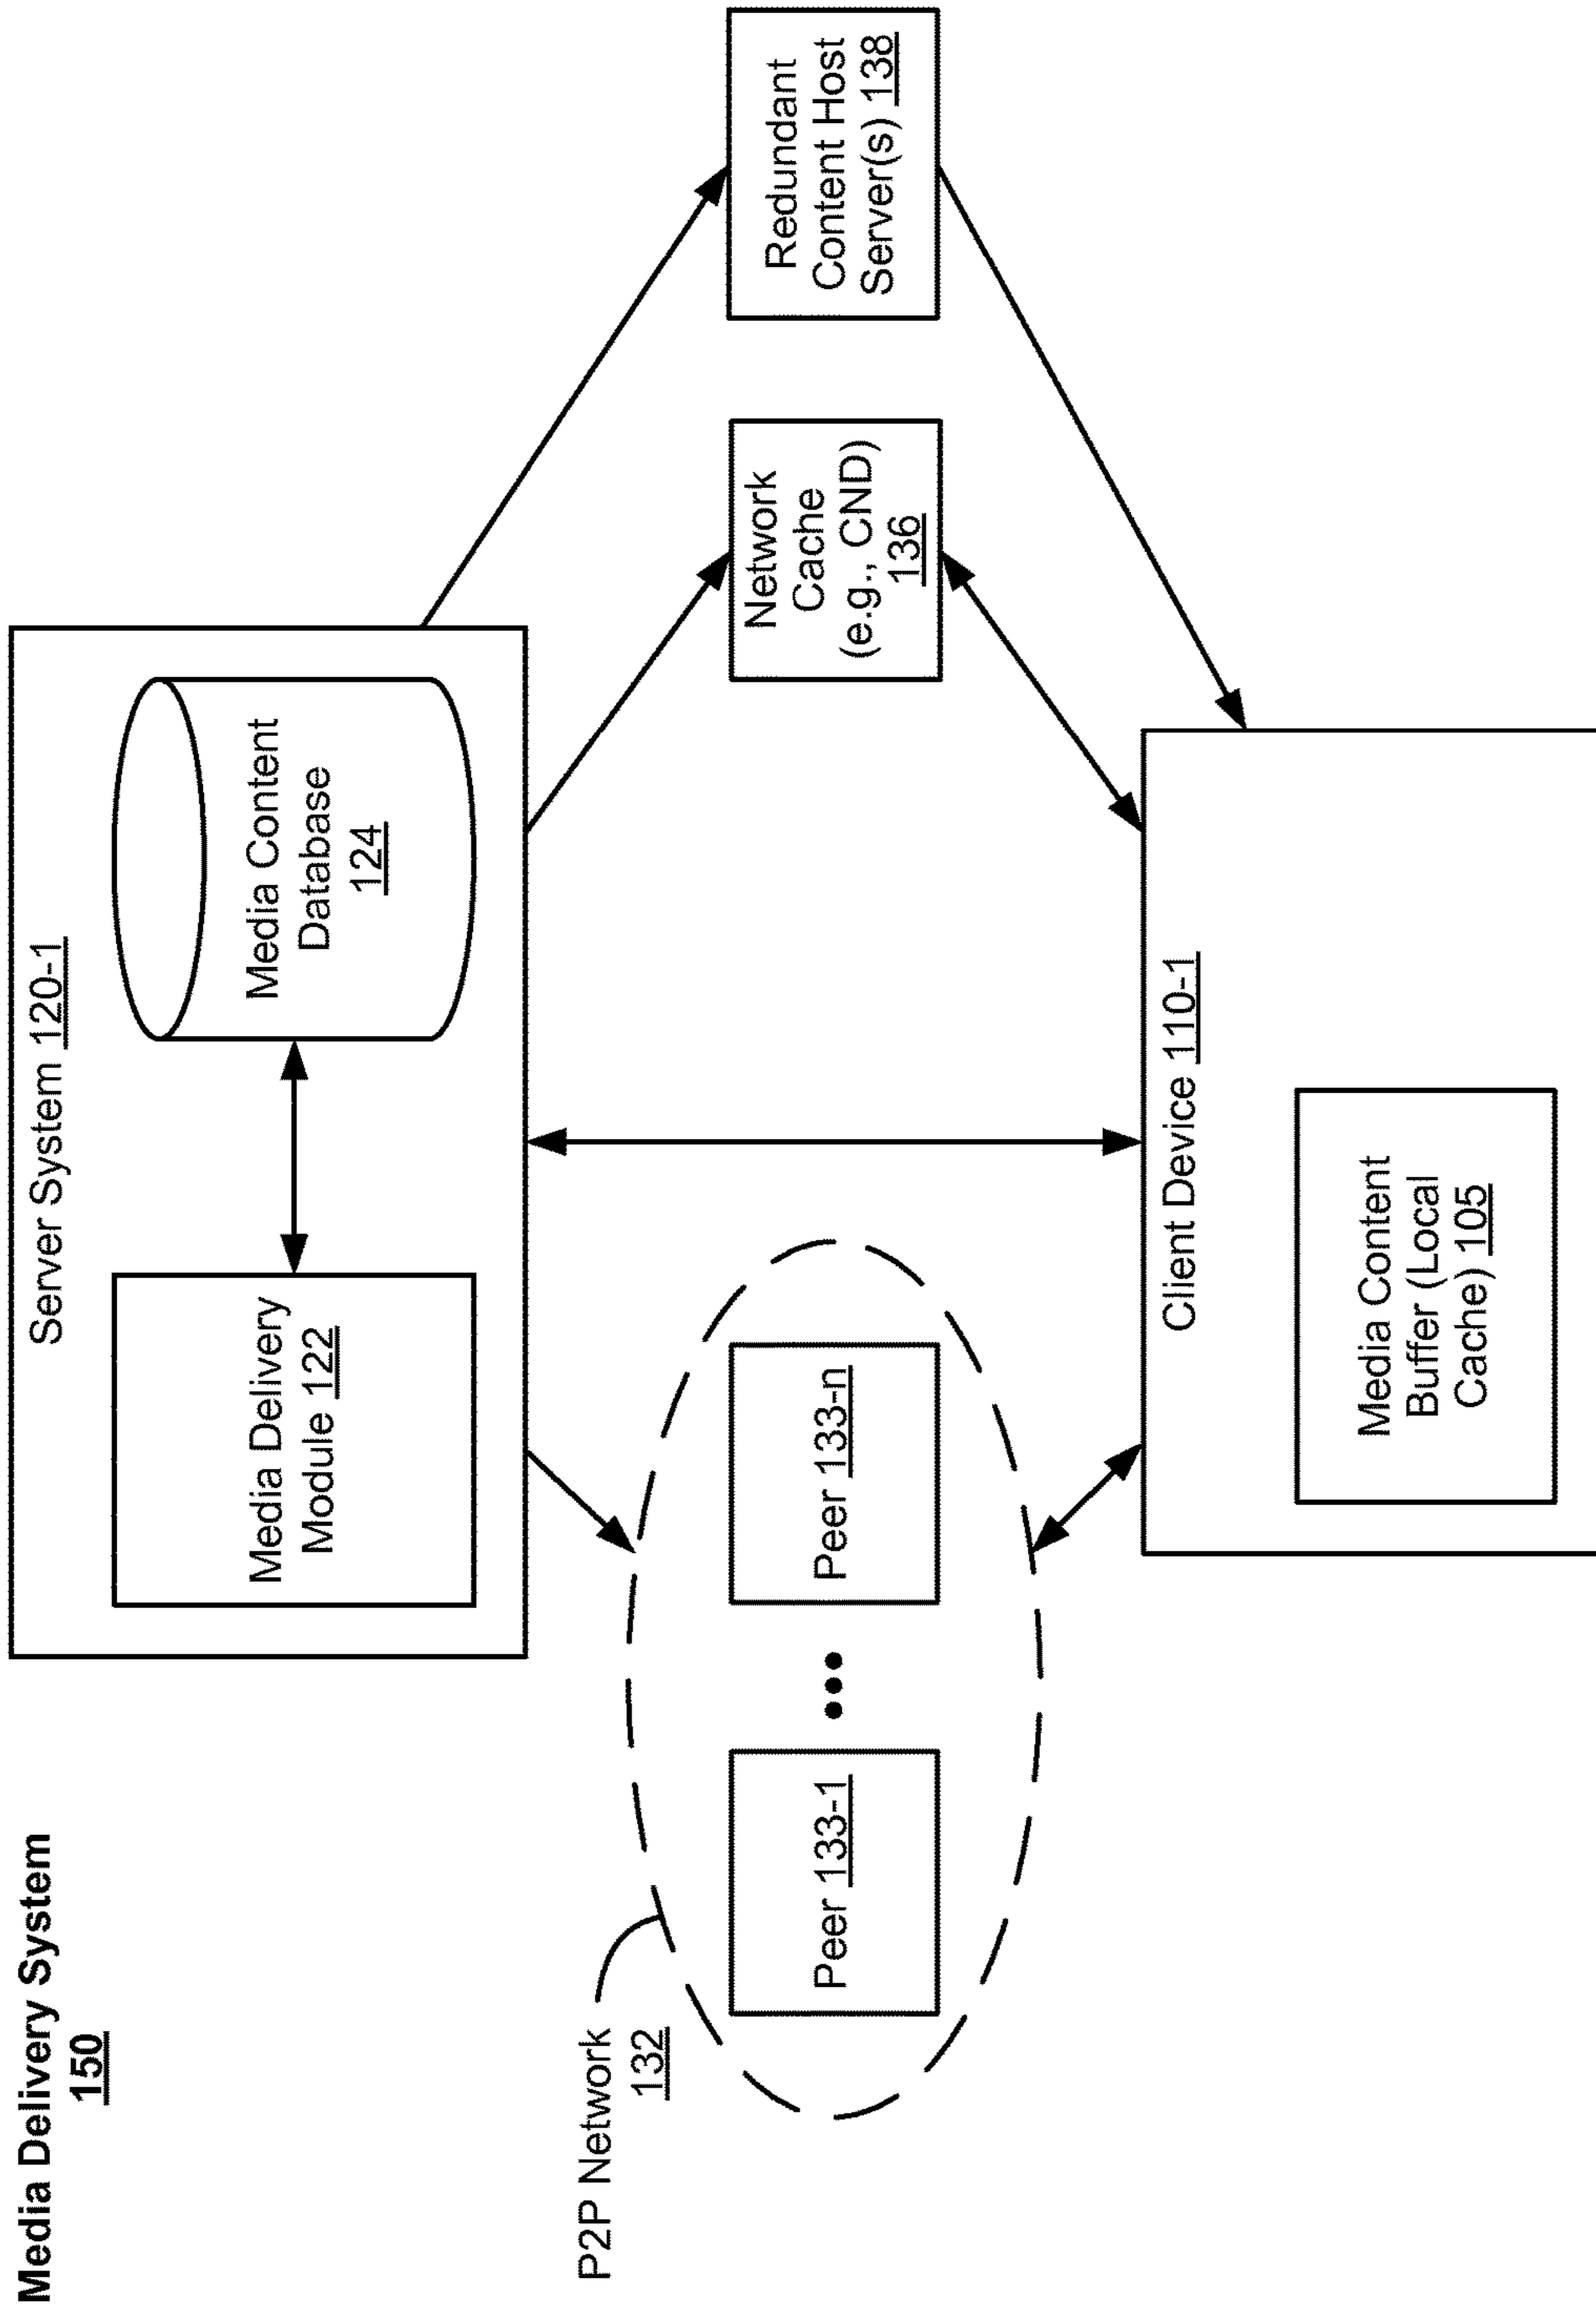 Media Delivery System
150
Server System 120-1
Media Delivery
Module 122
Media Content
Database
124
P2P Network
132
Peer 133-1
Peer 133-n
Network
Cache
(e.g., CND)
136
Redundant
Content Host
Server(s) 138
Client Device 110-1
Media Content
Buffer (Local
Cache) 105